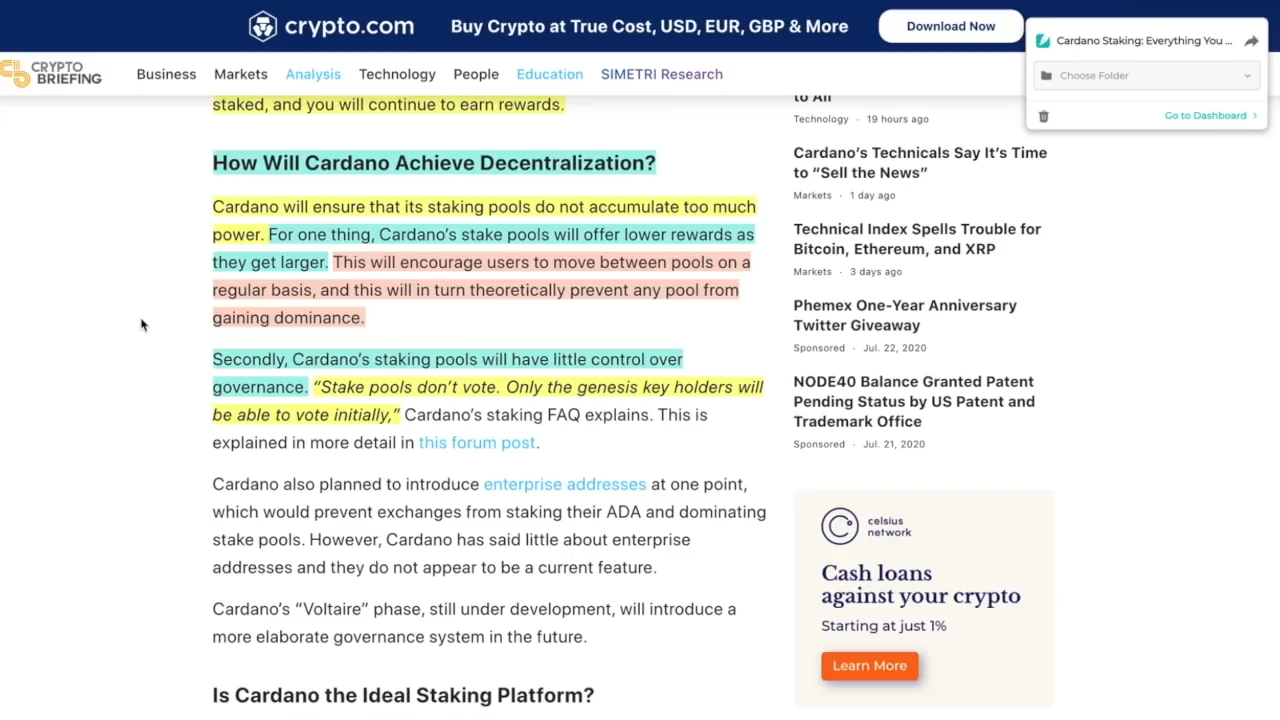 crypto.com
Buy Crypto at True Cost, USD, EUR, GBP & More
Download Now
Cardano Staking: Everything You ...
Choose Folder
Go to Dashboard
CRYPTO
BRIEFING
Business
Markets
Analysis
Technology
People
Education
SIMETRI Research
staked, and you will continue to earn rewards.
How Will Cardano Achieve Decentralization?
Cardano will ensure that its staking pools do not accumulate too much
power. For one thing, Cardano’s stake pools will offer lower rewards as
they get larger. This will encourage users to move between pools on a
regular basis, and this will in turn theoretically prevent any pool from
gaining dominance.
Secondly, Cardano’s staking pools will have little control over
governance. “Stake pools don’t vote. Only the genesis key holders will
be able to vote initially,” Cardano’s staking FAQ explains. This is
explained in more detail in this forum post.
Cardano also planned to introduce enterprise addresses at one point,
which would prevent exchanges from staking their ADA and dominating
stake pools. However, Cardano has said little about enterprise
addresses and they do not appear to be a current feature.
Cardano’s “Voltaire” phase, still under development, will introduce a
more elaborate governance system in the future.
Is Cardano the Ideal Staking Platform?
to All
Technology · 19 hours ago
Cardano’s Technicals Say It’s Time
to “Sell the News”
Markets · 1 day ago
Technical Index Spells Trouble for
Bitcoin, Ethereum, and XRP
Markets · 3 days ago
Phemex One-Year Anniversary
Twitter Giveaway
Sponsored · Jul. 22, 2020
NODE40 Balance Granted Patent
Pending Status by US Patent and
Trademark Office
Sponsored · Jul. 21, 2020
celsius
network
Cash loans
against your crypto
Starting at just 1%
Learn More